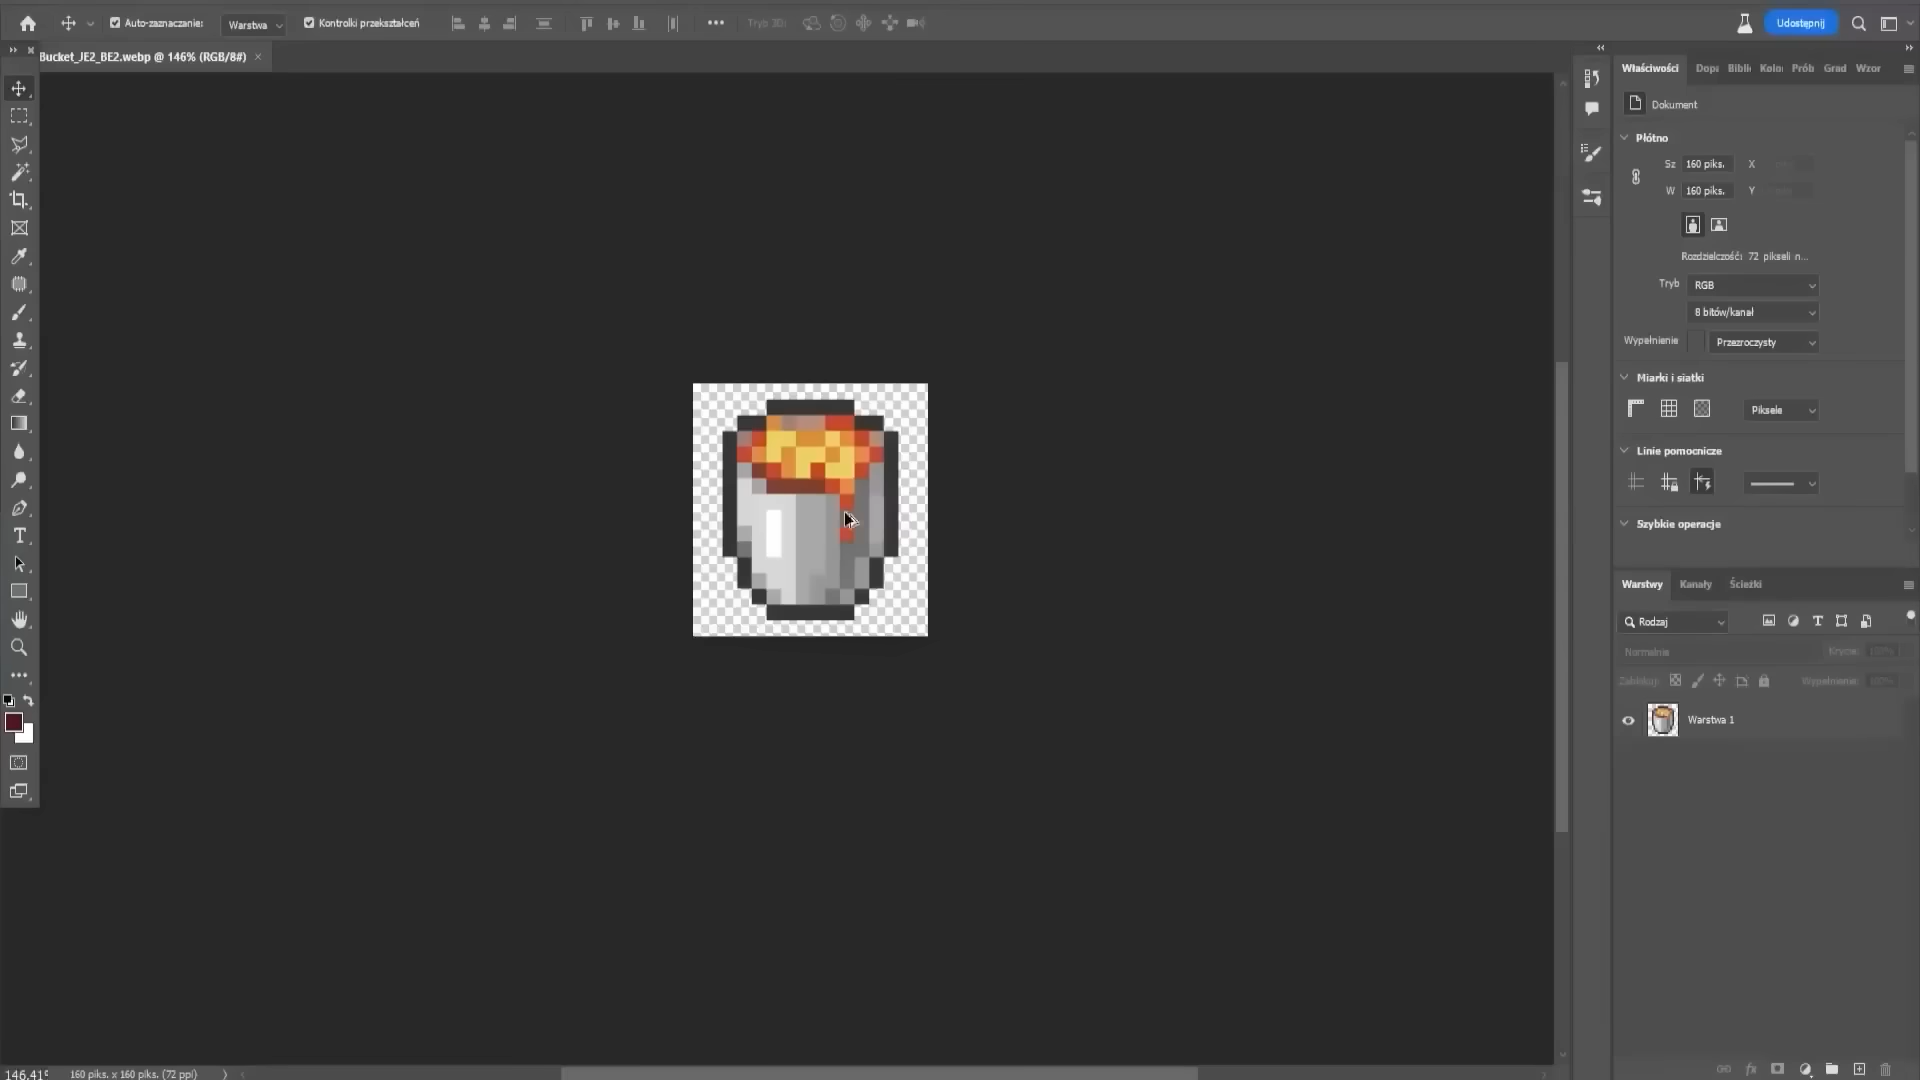 Auto-zaznaczanie:
Warstwa
Kontrolki przekształceń
Tryb 3D:
Udostępnij
Bucket_JE2_BE2.webp @ 146% (RGB/8#) ×
Właściwości
Dopa
Bibli
Kolo
Prób
Grad
Wzor
Dokument
Płótno
Sz 160 piks. X
W 160 piks. Y
Rozdzielczość: 72 pikseli n...
Tryb RGB
8 bitów/kanał
Wypełnienie Przezroczysty
Miarki i siatki
Piksele
Linie pomocnicze
Szybkie operacje
Warstwy Kanały Ścieżki
Rodzaj
Normalnie Krycie: 100%
Zablokuj: Wypełnienie: 100%
Warstwa 1
160 piks. x 160 piks. (72 ppi)